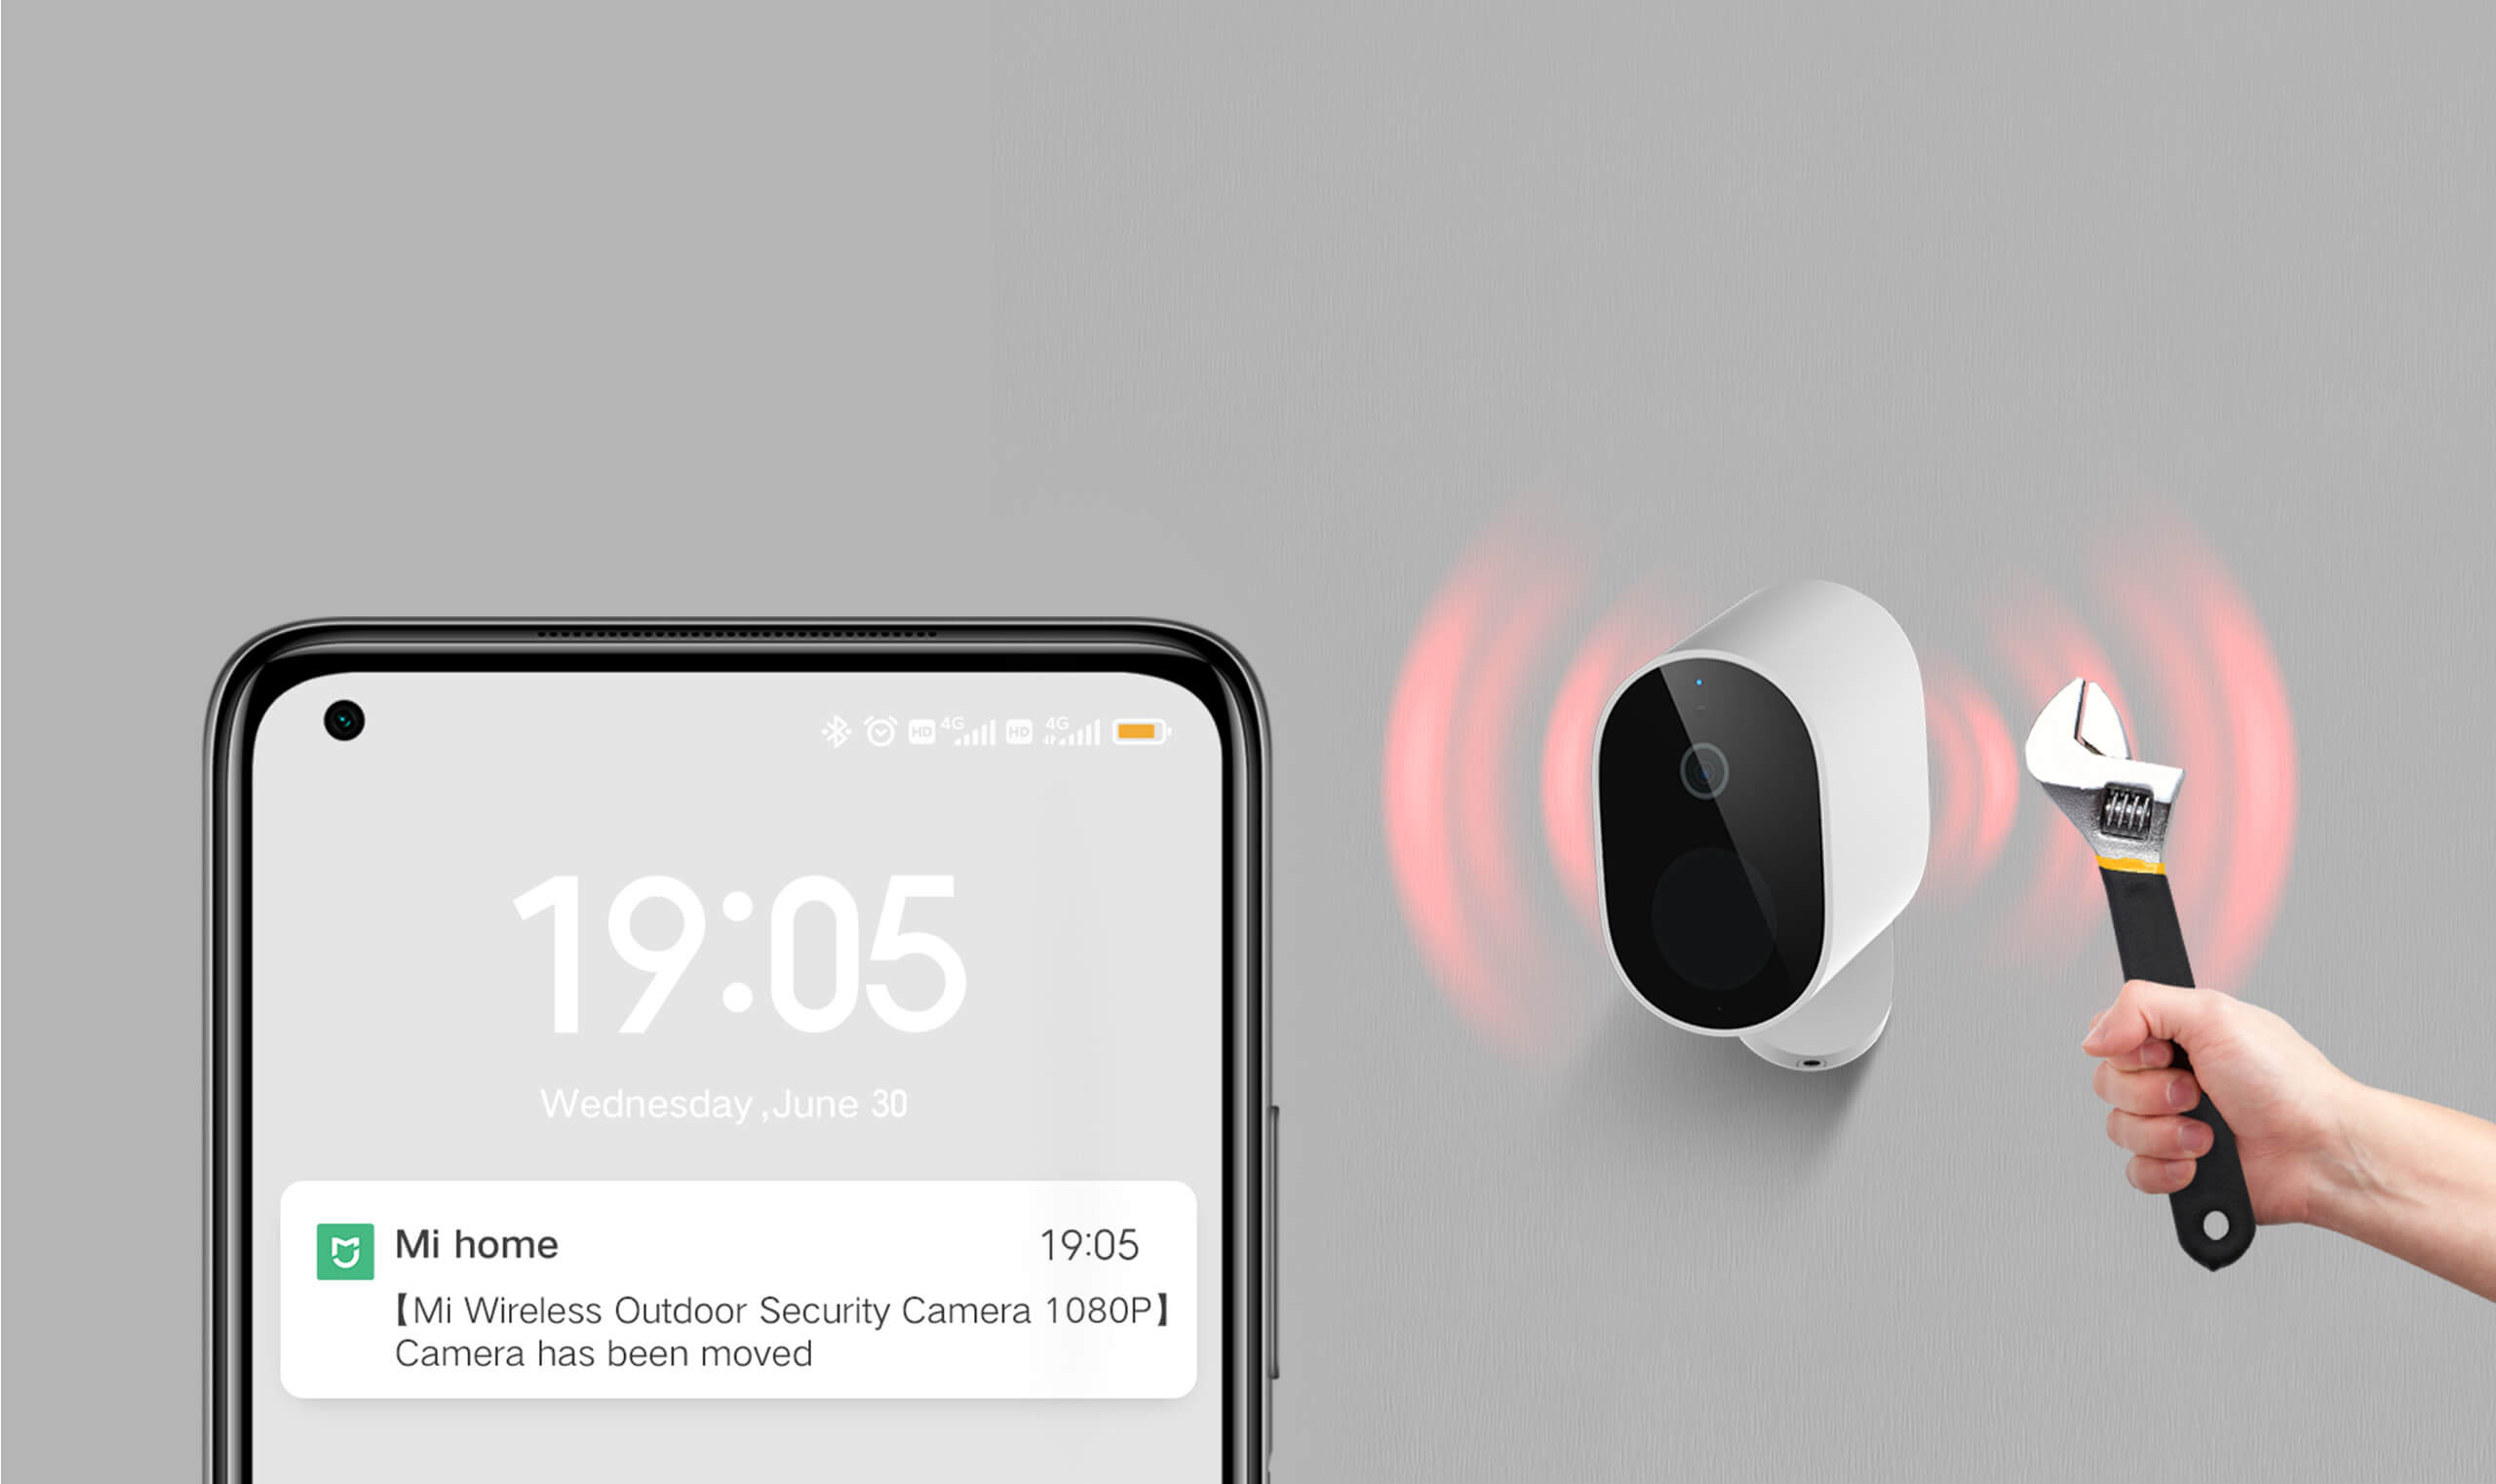 HD 4G HD 4G
19:05
Wednesday ,June 30
Mi home 19:05
【Mi Wireless Outdoor Security Camera 1080P】
Camera has been moved